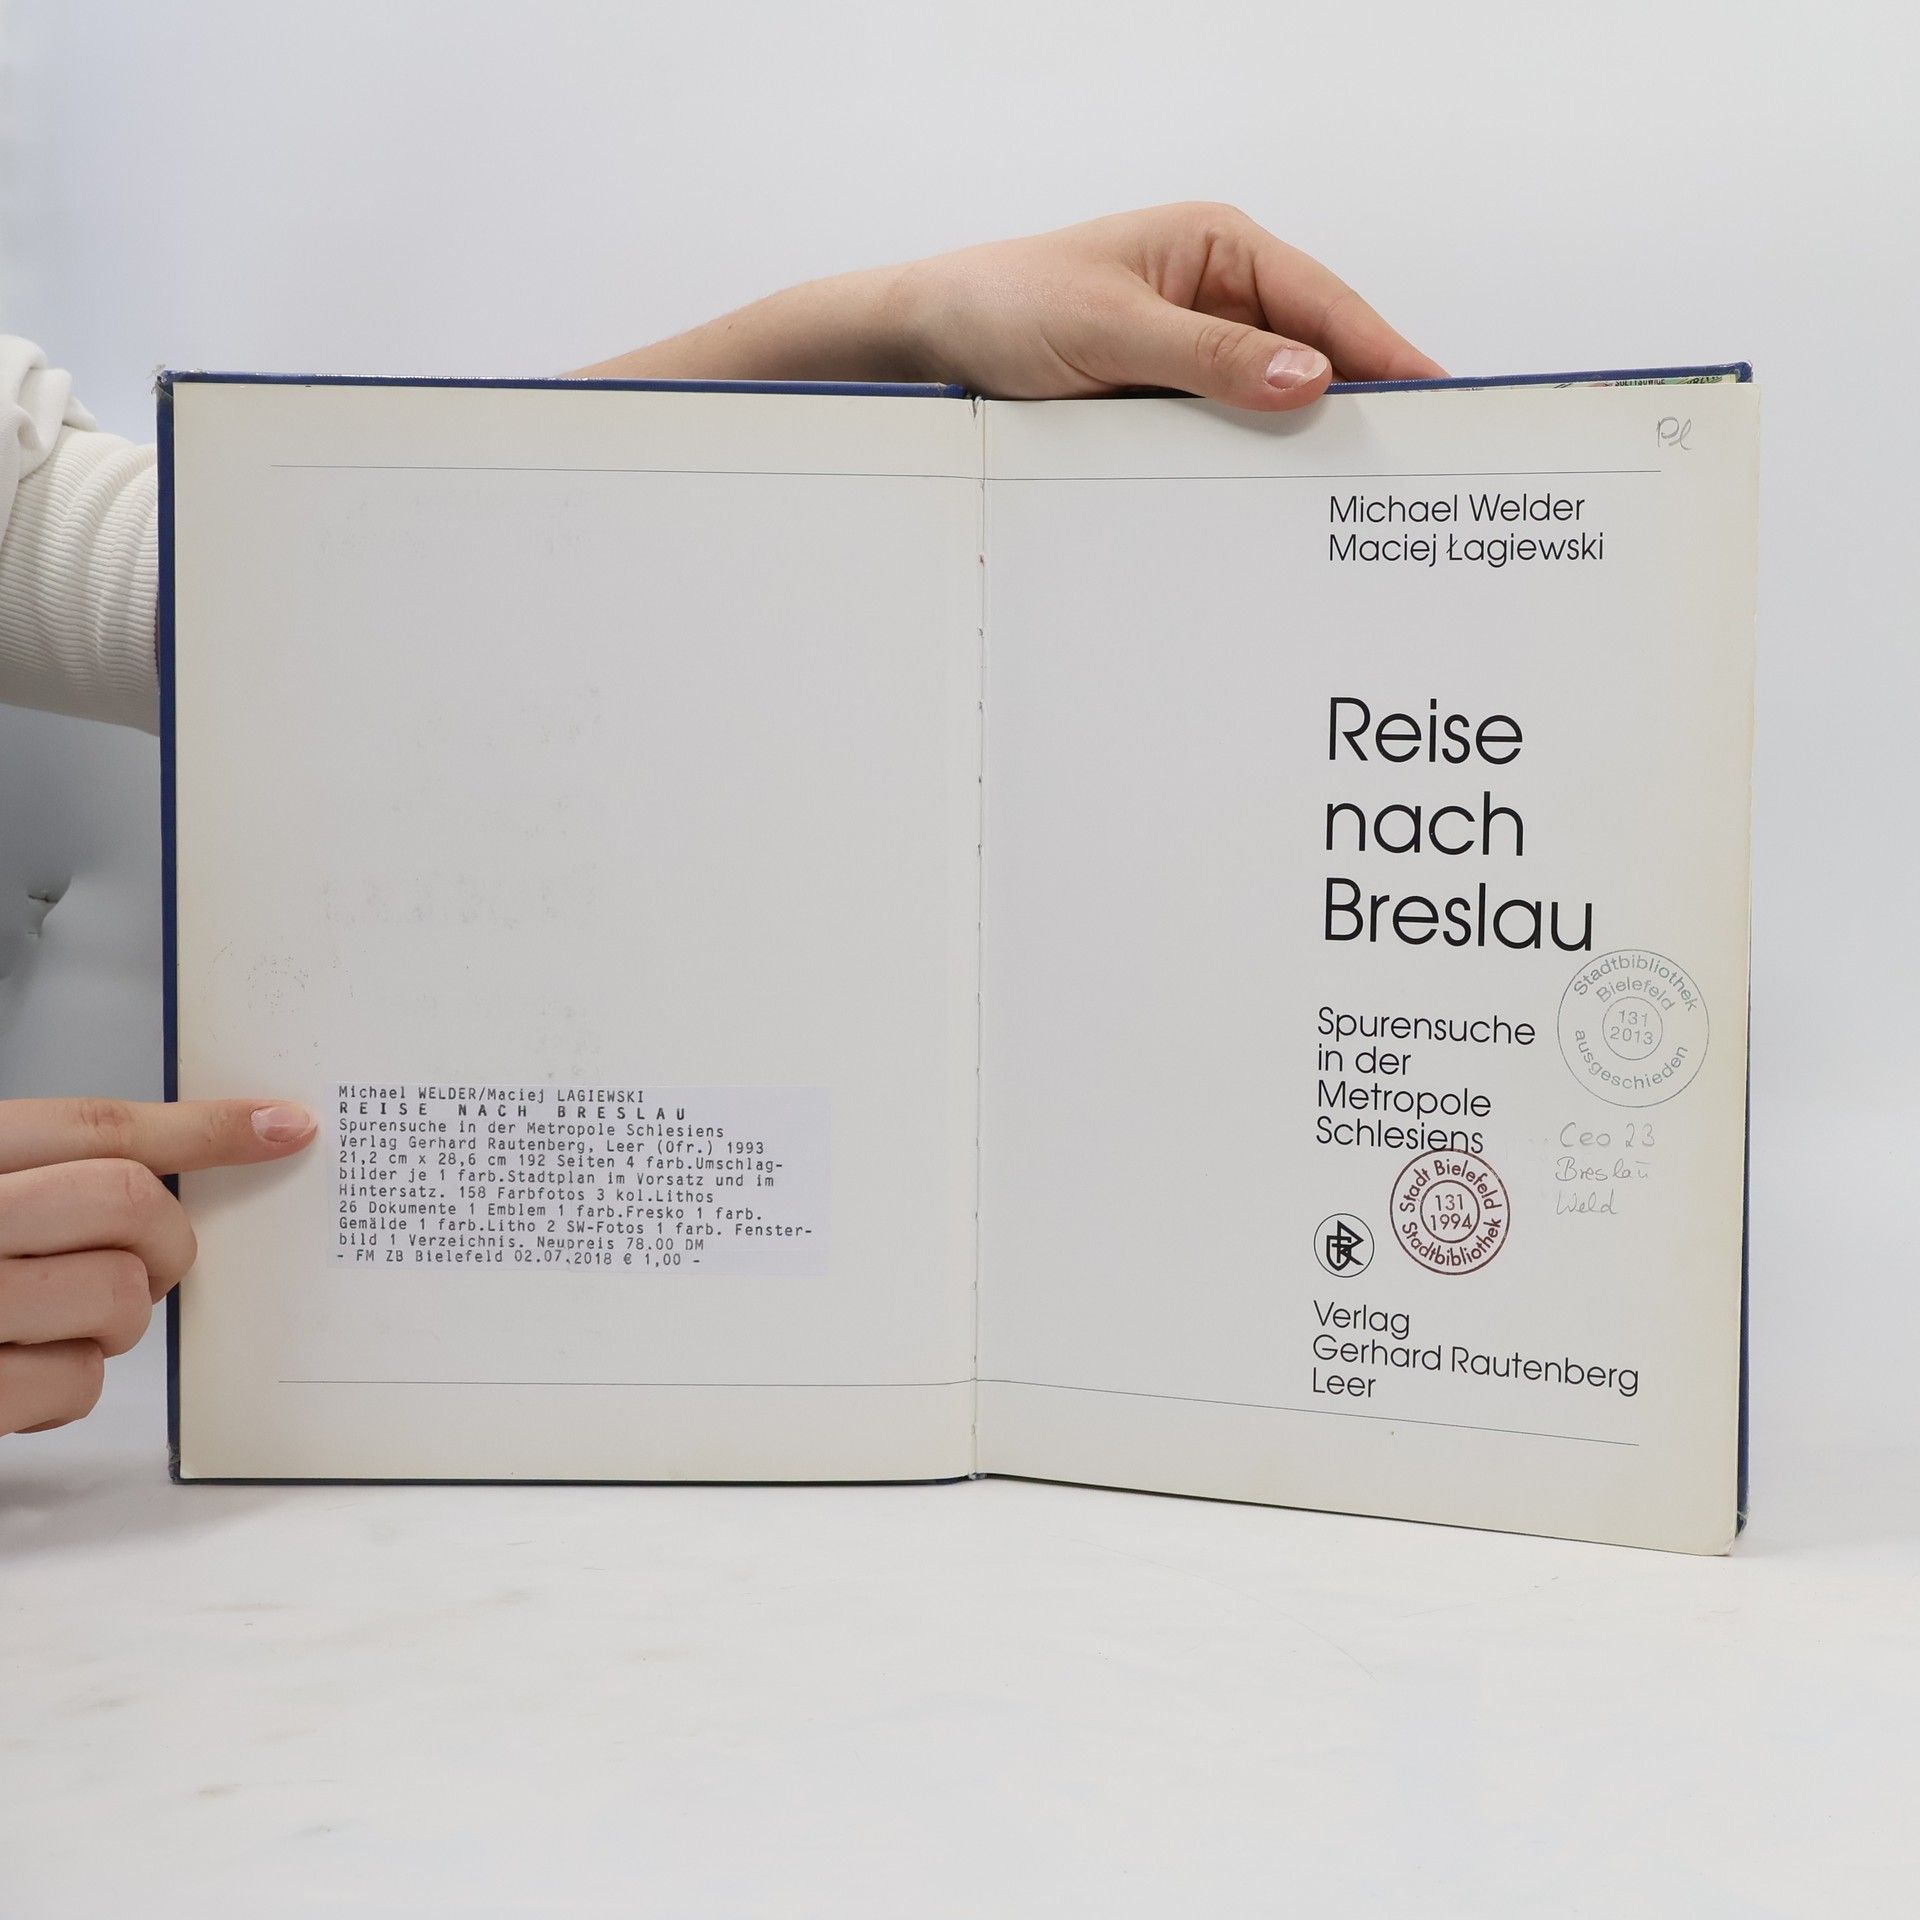 Michael WELDER/Maciej LAGIEWSKI
REISE NACH BRESLAU
Spurensuche in der Metropole Schlesiens
Verlag Gerhard Rautenberg, Leer (Ofr.) 1993
21,2 cm x 28,6 cm 192 Seiten 4 farb.Umschlag-
bilder je 1 farb.Stadtplan im Vorsatz und im
Hintersatz. 158 Farbfotos 3 kol.Lithos
26 Dokumente 1 Emblem 1 farb.Fresko 1 farb.
Gemälde 1 farb.Litho 2 SW-Fotos 1 farb. Fenster-
bild 1 Verzeichnis. Neupreis 78.00 DM
- FM ZB Bielefeld 02.07.2018 € 1,00 -
Pl
Michael Welder
Maciej Łagiewski
Reise
nach
Breslau
Stadtbibliothek
Bielefeld
131
2013
ausgeschieden
Spurensuche
in der
Metropole
Schlesiens
Ceo 23
Breslau
Weld
Stadt Bielefeld
131
1994
Stadtbibliothek
Verlag
Gerhard Rautenberg
Leer